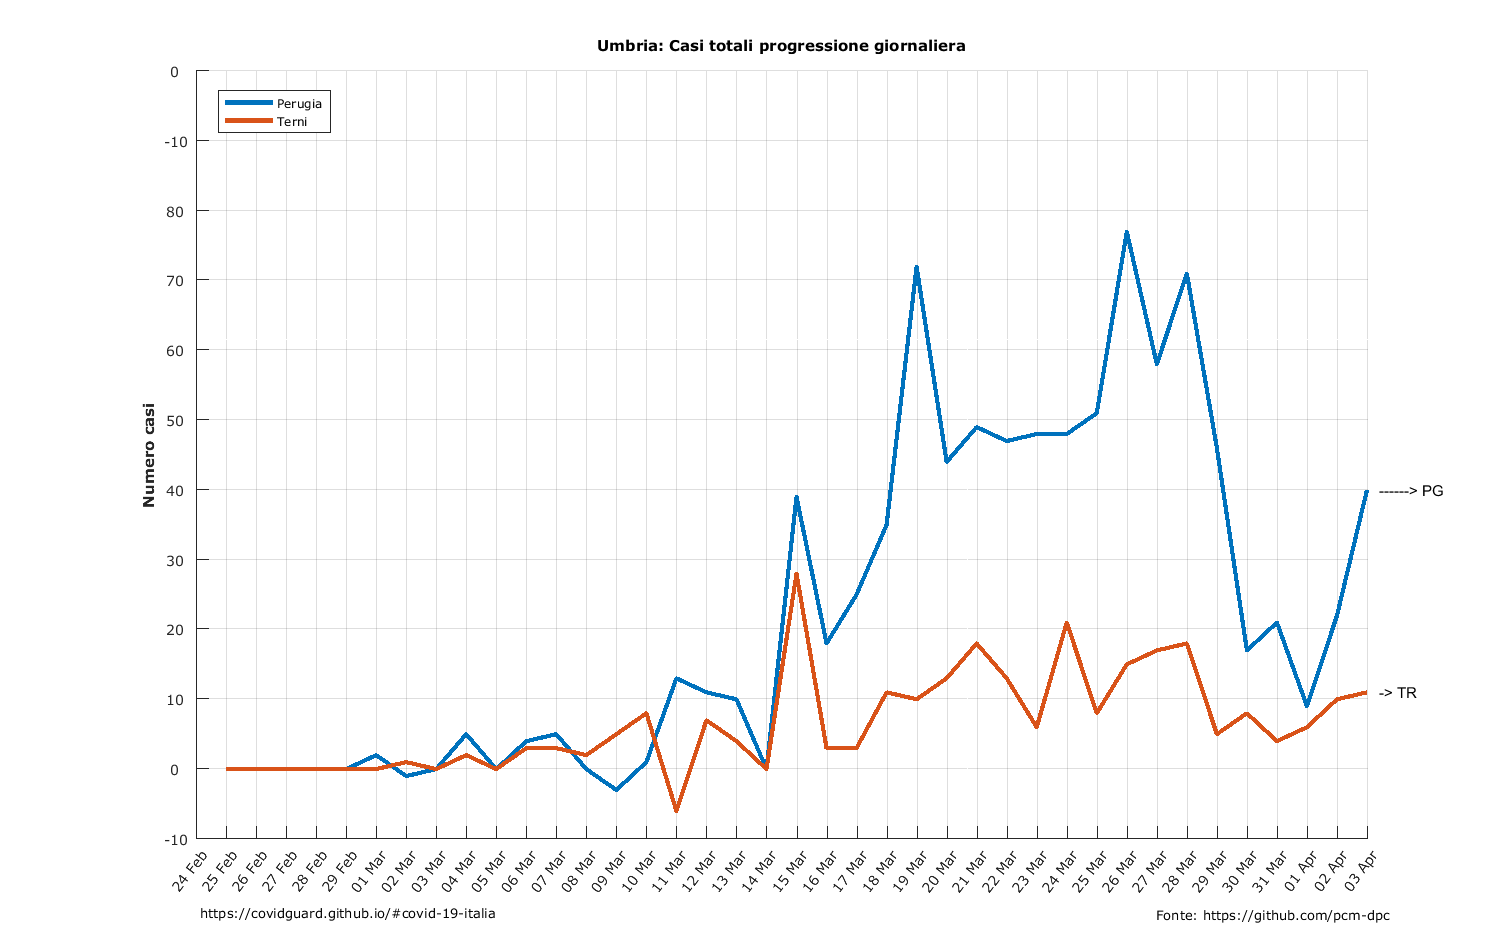 Umbria: Casi totali progressione giornaliera
Perugia
Terni
Numero casi
0
-10
80
70
60
50
40
30
20
10
0
-10
------> PG
-> TR
24 Feb
25 Feb
26 Feb
27 Feb
28 Feb
29 Feb
01 Mar
02 Mar
03 Mar
04 Mar
05 Mar
06 Mar
07 Mar
08 Mar
09 Mar
10 Mar
11 Mar
12 Mar
13 Mar
14 Mar
15 Mar
16 Mar
17 Mar
18 Mar
19 Mar
20 Mar
21 Mar
22 Mar
23 Mar
24 Mar
25 Mar
26 Mar
27 Mar
28 Mar
29 Mar
30 Mar
31 Mar
01 Apr
02 Apr
03 Apr
https://covidguard.github.io/#covid-19-italia
Fonte: https://github.com/pcm-dpc